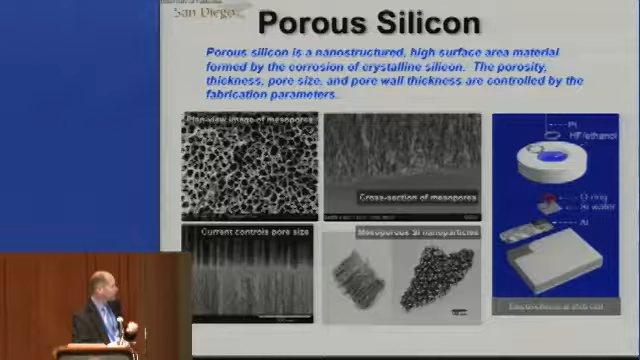 San Diego
Porous Silicon
Porous silicon is a nanostructured, high surface area material
formed by the corrosion of crystalline silicon. The porosity,
thickness, pore size, and pore wall thickness are controlled by the
fabrication parameters.
Plan-view image of mesopores
Cross-section of mesopores
Current controls pore size
Mesoporous Si nanoparticles
Pt
HF/ethanol
O-ring
Si wafer
Al